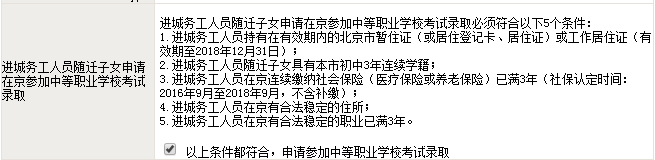 进城务工人员随迁子女申请
在京参加中等职业学校考试
录取
进城务工人员随迁子女申请在京参加中等职业学校考试录取必须符合以下5个条件：
1. 进城务工人员持有在有效期内的北京市暂住证（或居住登记卡、居住证）或工作居住证（有
效期至2018年12月31日）；
2. 进城务工人员随迁子女具有本市初中3年连续学籍；
3. 进城务工人员在京连续缴纳社会保险（医疗保险或养老保险）已满3年（社保认定时间：
2016年9月至2018年9月，不含补缴）；
4. 进城务工人员在京有合法稳定的住所；
5. 进城务工人员在京有合法稳定的职业已满3年。
以上条件都符合，申请参加中等职业学校考试录取